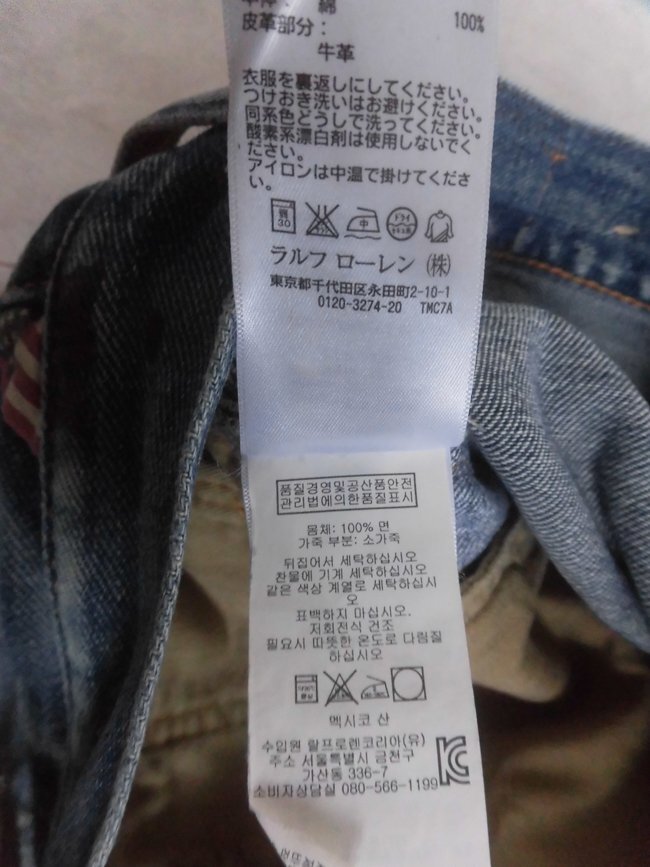 本体： 綿 100%
皮革部分：
牛革
衣服を裏返しにしてください。
つけおき洗いはお避けください。
同系色どうしで洗ってください。
酸素系漂白剤は使用しないでく
ださい。
アイロンは中温で掛けてくださ
い。
30 中 ドライ
ラルフ ローレン ㈱
東京都千代田区永田町2-10-1
0120-3274-20 TMC7A
품질경영및공산품안전
관리법에의한품질표시
몸체: 100% 면
가죽 부분: 소가죽
뒤집어서 세탁하십시오
찬물에 기계 세탁하십시오
같은 색상 계열로 세탁하십시
오
표백하지 마십시오.
저회전식 건조
필요시 따뜻한 온도로 다림질
하십시오
멕시코 산
수입원 랄프로렌코리아(유)
주소 서울특별시 금천구
가산동 336-7
소비자상담실 080-566-1199